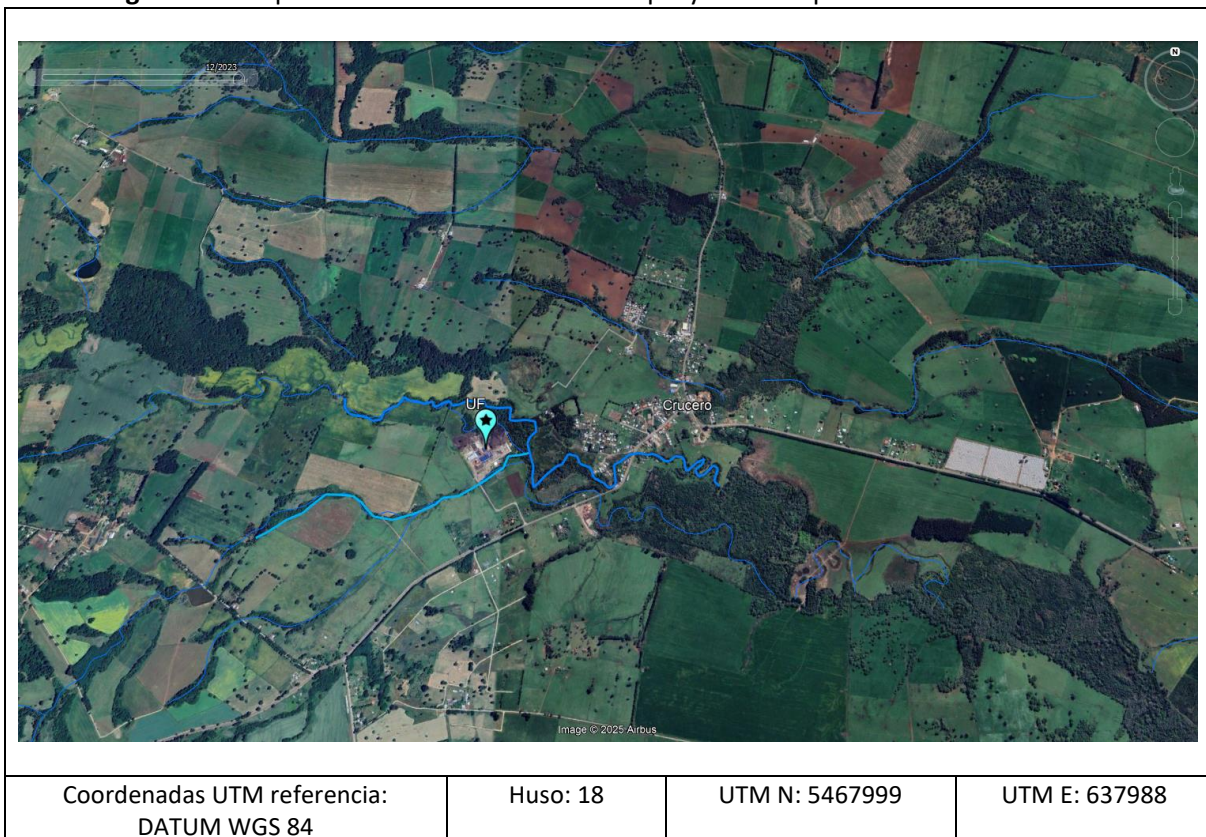 12/2023
N
UF
Crucero
Image © 2025 Airbus
Coordenadas UTM referencia:
DATUM WGS 84
Huso: 18
UTM N: 5467999
UTM E: 637988